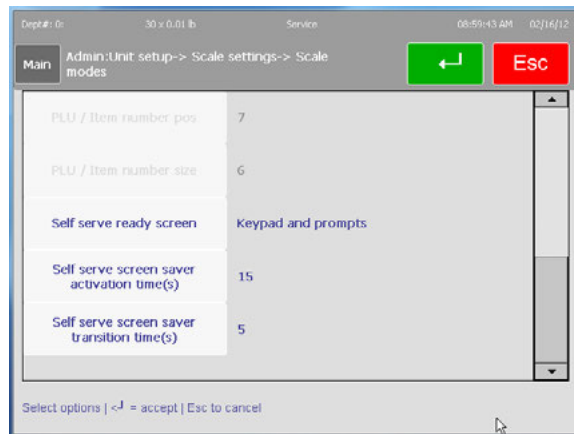 Dept#: 0: 30 x 0.01 lb Service 08:59:43 AM 02/16/12
Main Admin:Unit setup-> Scale settings-> Scale modes Esc
PLU / Item number pos 7
PLU / Item number size 6
Self serve ready screen Keypad and prompts
Self serve screen saver
activation time(s) 15
Self serve screen saver
transition time(s) 5
Select options | <┘ = accept | Esc to cancel